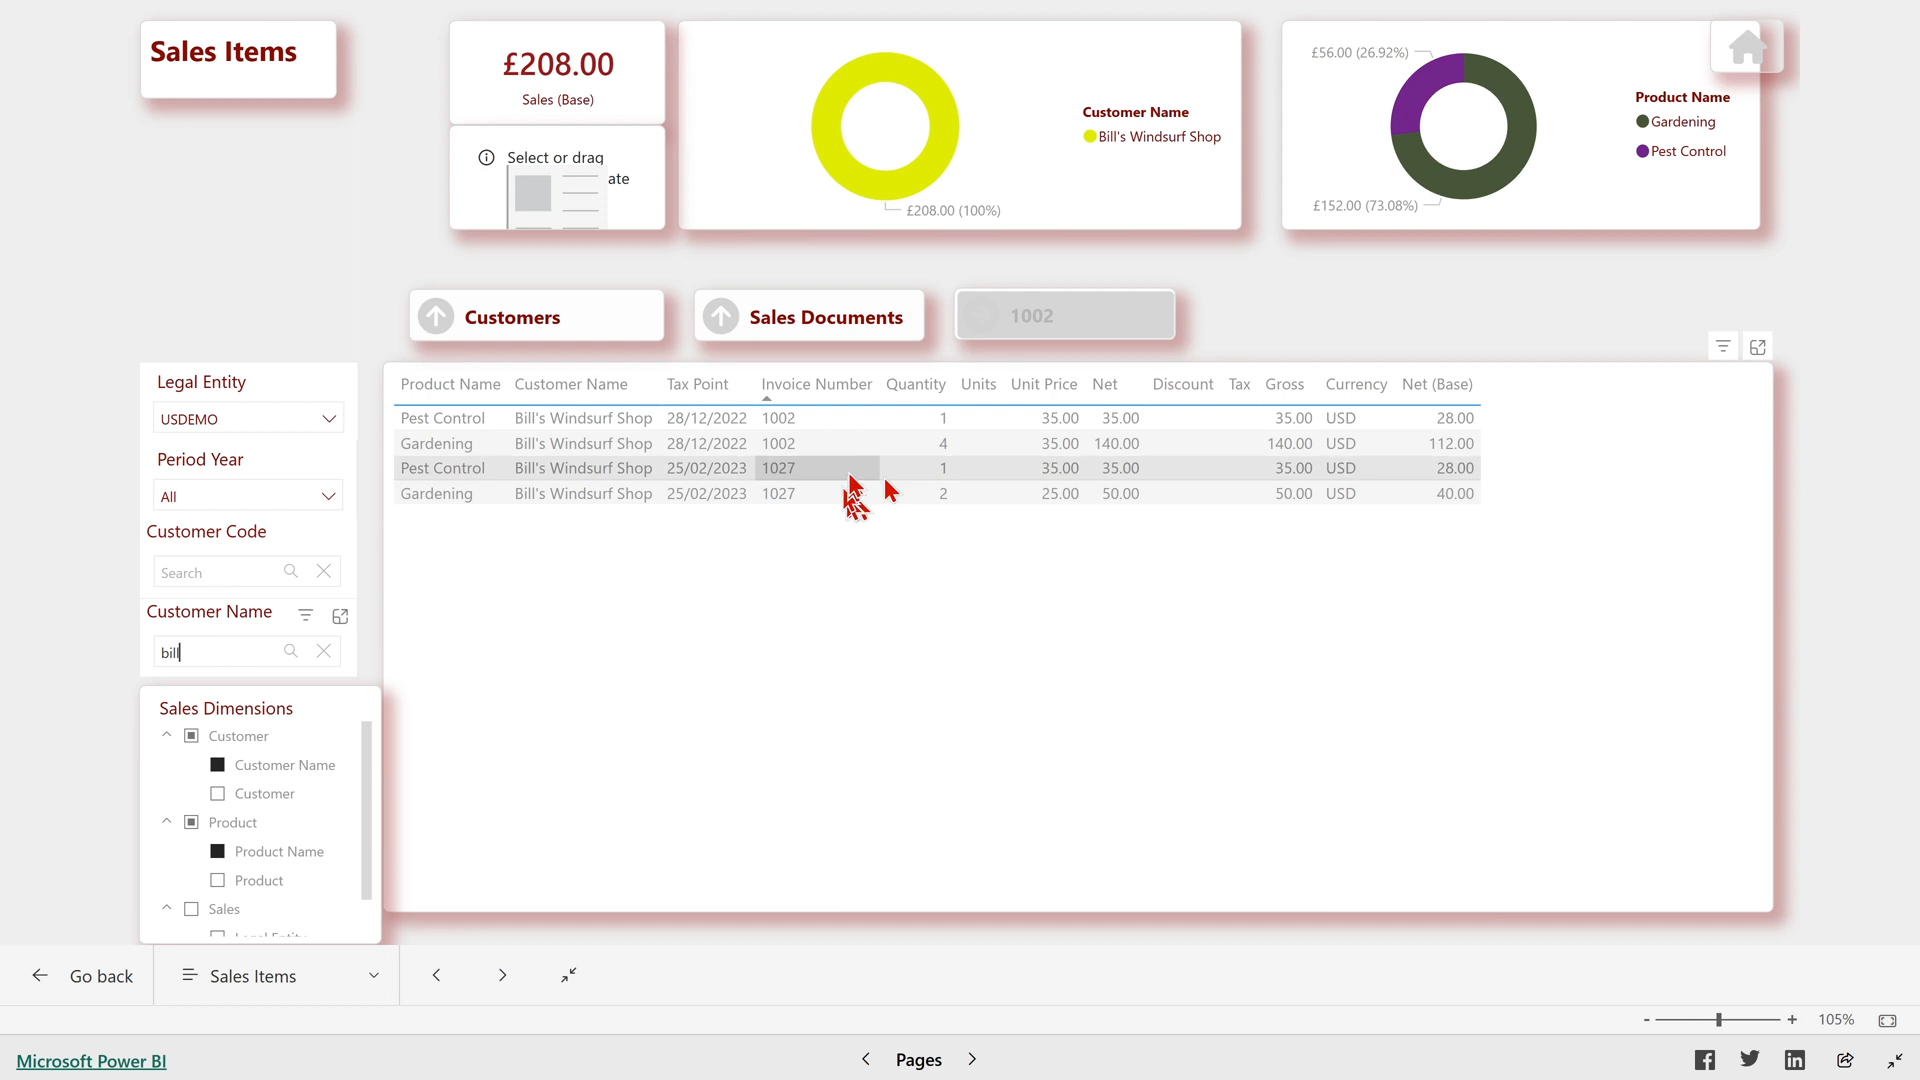 Sales Items
£208.00
Sales (Base)
Select or drag
ate
Customer Name
Bill's Windsurf Shop
£208.00 (100%)
£56.00 (26.92%)
£152.00 (73.08%)
Product Name
Gardening
Pest Control
Customers
Sales Documents
1002
Legal Entity
USDEMO
Period Year
All
Customer Code
Search
Customer Name
bill
Product Name Customer Name Tax Point Invoice Number Quantity Units Unit Price Net Discount Tax Gross Currency Net (Base)
Pest Control Bill's Windsurf Shop 28/12/2022 1002 1 35.00 35.00 35.00 USD 28.00
Gardening Bill's Windsurf Shop 28/12/2022 1002 4 35.00 140.00 140.00 USD 112.00
Pest Control Bill's Windsurf Shop 25/02/2023 1027 1 35.00 35.00 35.00 USD 28.00
Gardening Bill's Windsurf Shop 25/02/2023 1027 2 25.00 50.00 50.00 USD 40.00
Sales Dimensions
Customer
Customer Name
Customer
Product
Product Name
Product
Sales
Legal Entity
Go back
Sales Items
- + 105%
Microsoft Power BI
Pages